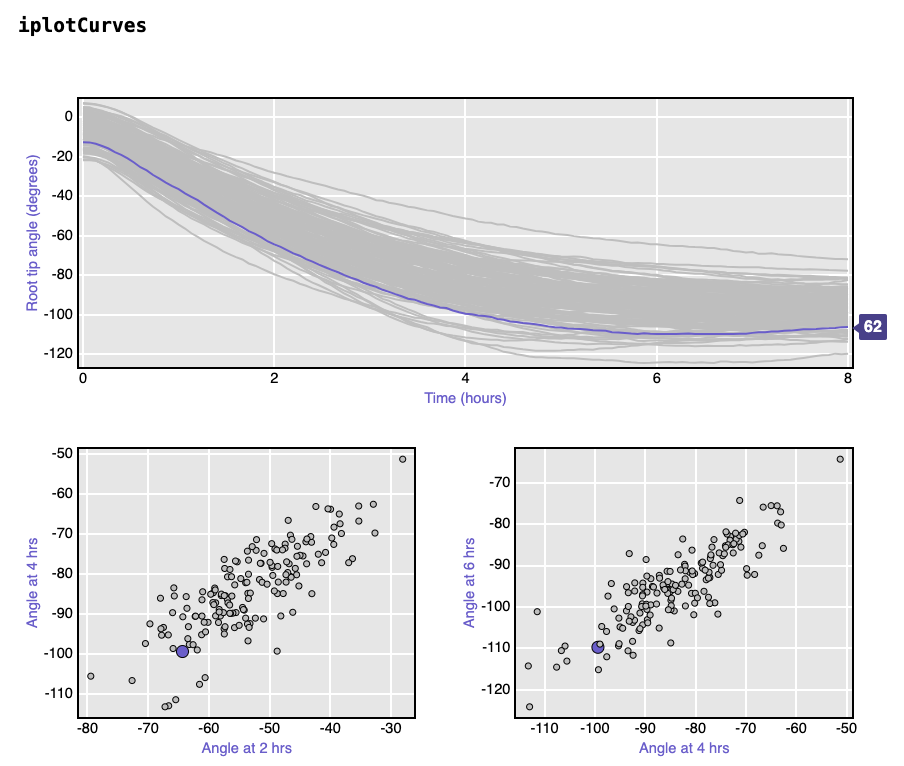 iplotCurves
Root tip angle (degrees)
0
-20
-40
-60
-80
-100
-120
62
0 2 4 6 8
Time (hours)
Angle at 4 hrs
-50
-60
-70
-80
-90
-100
-110
-80 -70 -60 -50 -40 -30
Angle at 2 hrs
Angle at 6 hrs
-70
-80
-90
-100
-110
-120
-110 -100 -90 -80 -70 -60 -50
Angle at 4 hrs